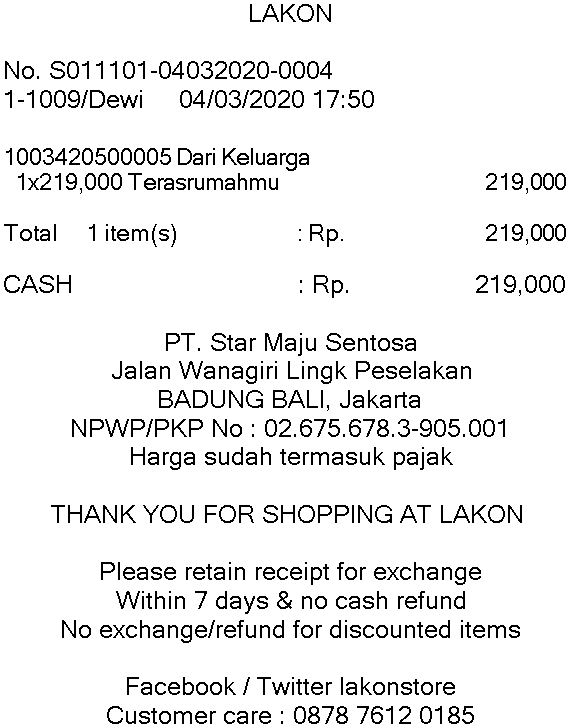 LAKON
No. S011101-04032020-0004
1-1009/Dewi 04/03/2020 17:50
1003420500005 Dari Keluarga
1x219,000 Terasrumahmu 219,000
Total 1 item(s) : Rp. 219,000
CASH : Rp. 219,000
PT. Star Maju Sentosa
Jalan Wanagiri Lingk Peselakan
BADUNG BALI, Jakarta
NPWP/PKP No : 02.675.678.3-905.001
Harga sudah termasuk pajak
THANK YOU FOR SHOPPING AT LAKON
Please retain receipt for exchange
Within 7 days & no cash refund
No exchange/refund for discounted items
Facebook / Twitter lakonstore
Customer care : 0878 7612 0185